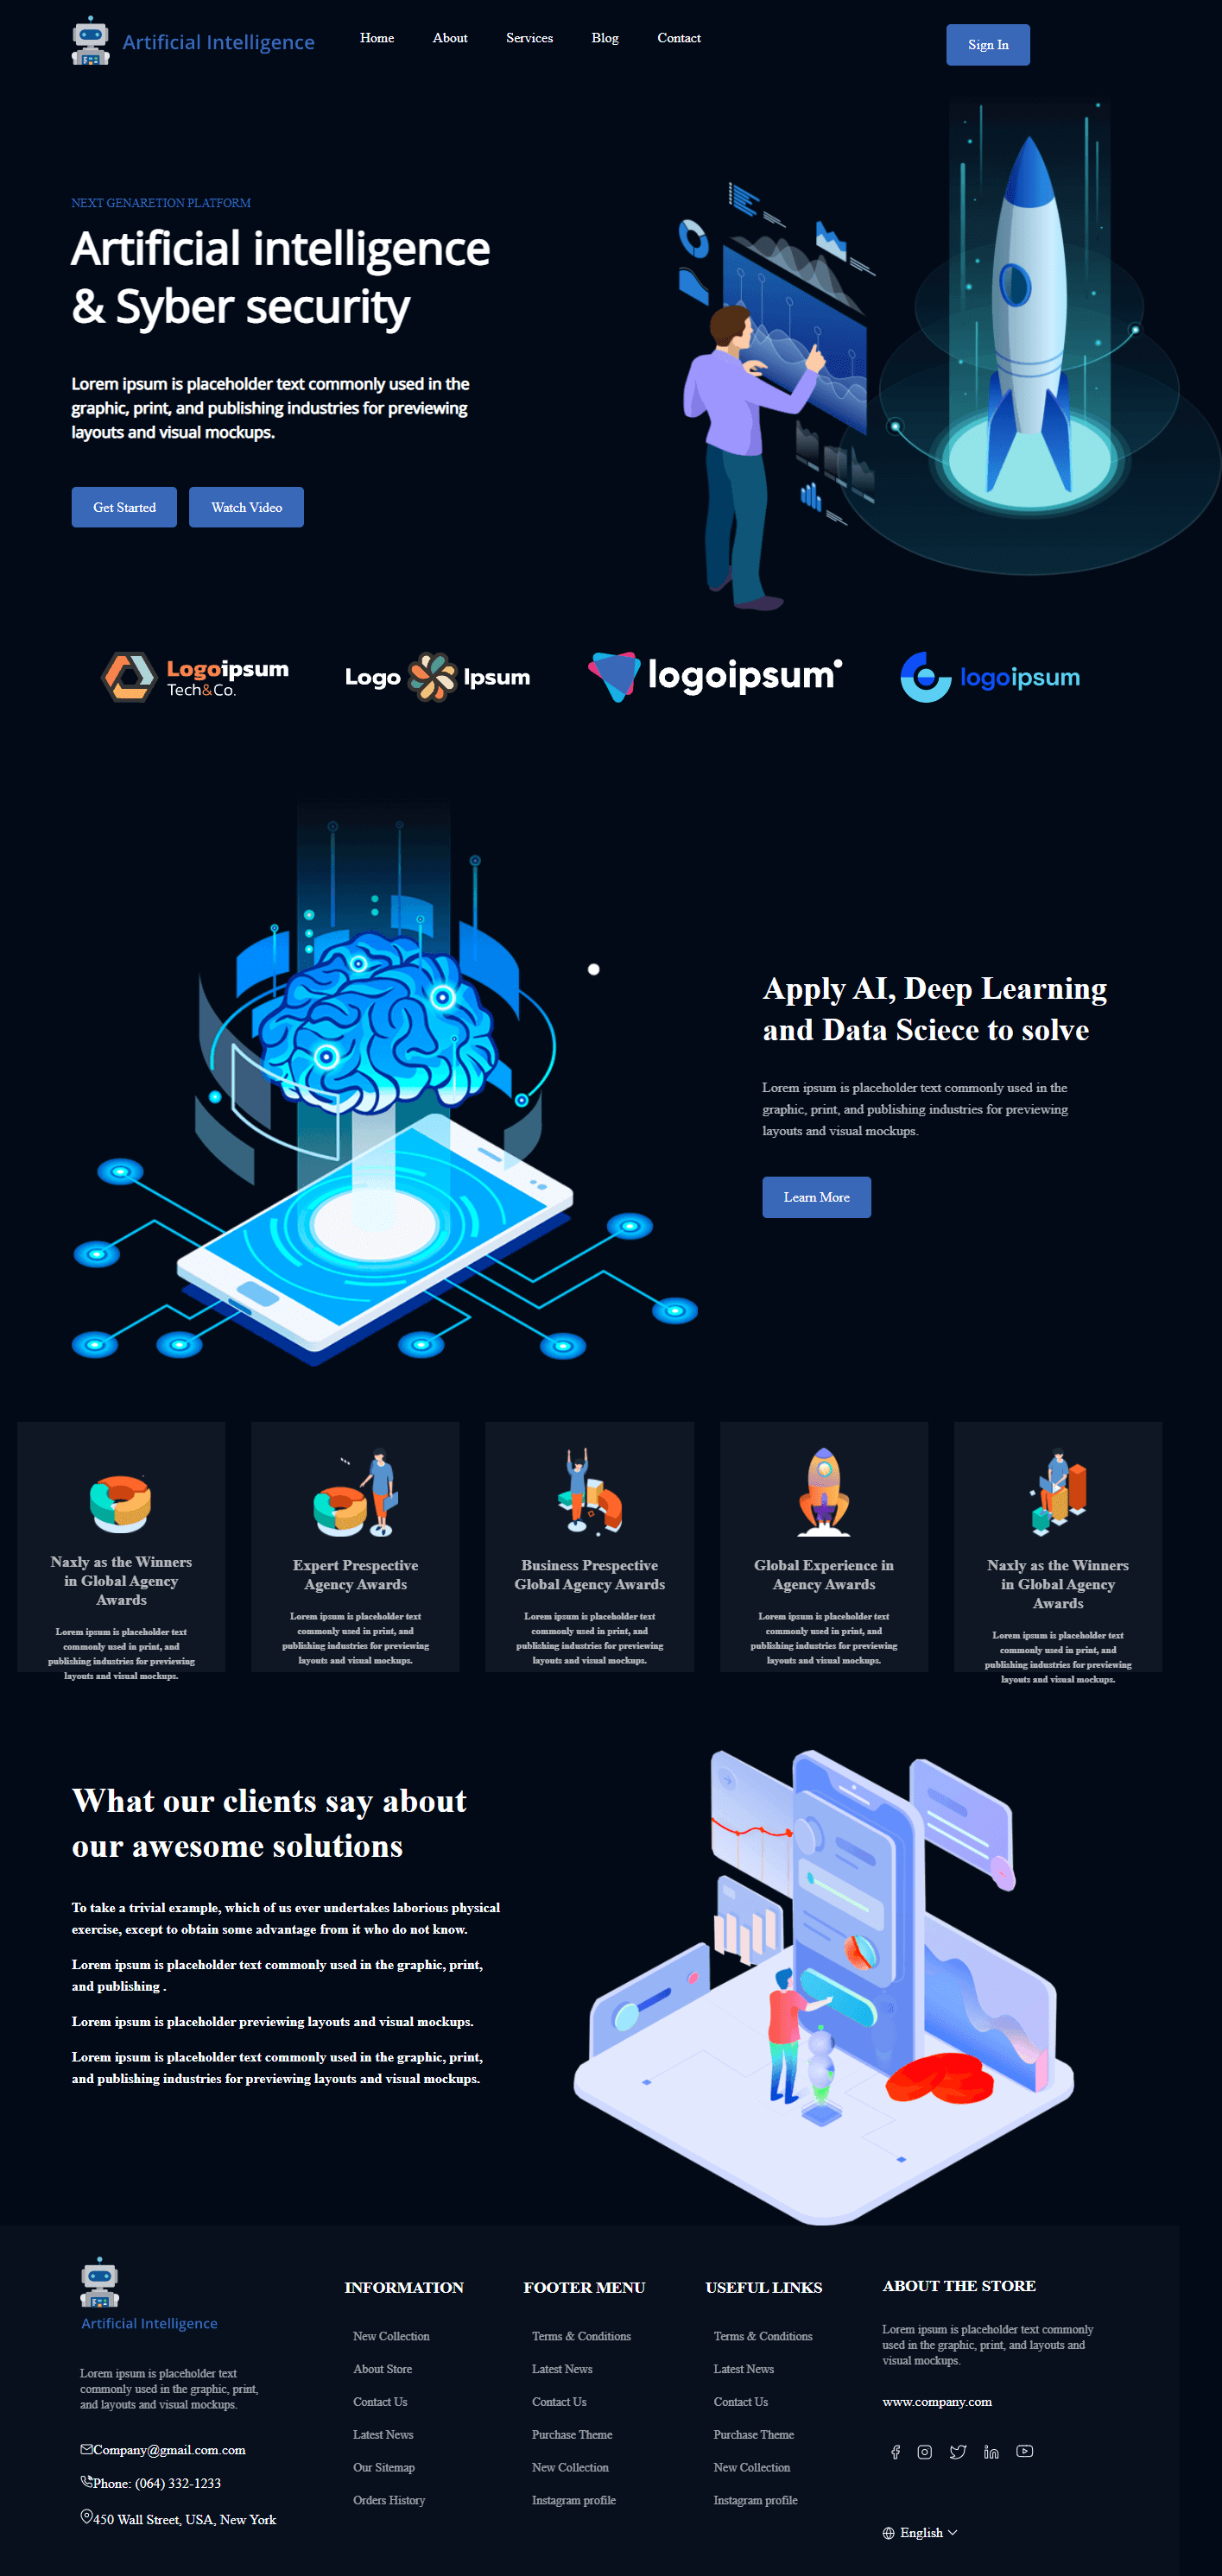 Artificial Intelligence
Home
About
Services
Blog
Contact
Sign In
NEXT GENARETION PLATFORM
Artificial intelligence
& Syber security
Lorem ipsum is placeholder text commonly used in the
graphic, print, and publishing industries for previewing
layouts and visual mockups.
Get Started
Watch Video
Logoipsum
Tech&Co.
Logo Ipsum
logoipsum
logoipsum
Apply AI, Deep Learning
and Data Sciece to solve
Lorem ipsum is placeholder text commonly used in the
graphic, print, and publishing industries for previewing
layouts and visual mockups.
Learn More
Naxly as the Winners
in Global Agency
Awards
Lorem ipsum is placeholder text
commonly used in print, and
publishing industries for previewing
layouts and visual mockups.
Expert Prespective
Agency Awards
Lorem ipsum is placeholder text
commonly used in print, and
publishing industries for previewing
layouts and visual mockups.
Business Prespective
Global Agency Awards
Lorem ipsum is placeholder text
commonly used in print, and
publishing industries for previewing
layouts and visual mockups.
Global Experience in
Agency Awards
Lorem ipsum is placeholder text
commonly used in print, and
publishing industries for previewing
layouts and visual mockups.
Naxly as the Winners
in Global Agency
Awards
Lorem ipsum is placeholder text
commonly used in print, and
publishing industries for previewing
layouts and visual mockups.
What our clients say about
our awesome solutions
To take a trivial example, which of us ever undertakes laborious physical
exercise, except to obtain some advantage from it who do not know.
Lorem ipsum is placeholder text commonly used in the graphic, print,
and publishing .
Lorem ipsum is placeholder previewing layouts and visual mockups.
Lorem ipsum is placeholder text commonly used in the graphic, print,
and publishing industries for previewing layouts and visual mockups.
Artificial Intelligence
Lorem ipsum is placeholder text
commonly used in the graphic, print,
and layouts and visual mockups.
Company@gmail.com.com
Phone: (064) 332-1233
450 Wall Street, USA, New York
INFORMATION
New Collection
About Store
Contact Us
Latest News
Our Sitemap
Orders History
FOOTER MENU
Terms & Conditions
Latest News
Contact Us
Purchase Theme
New Collection
Instagram profile
USEFUL LINKS
Terms & Conditions
Latest News
Contact Us
Purchase Theme
New Collection
Instagram profile
ABOUT THE STORE
Lorem ipsum is placeholder text commonly
used in the graphic, print, and layouts and
visual mockups.
www.company.com
English